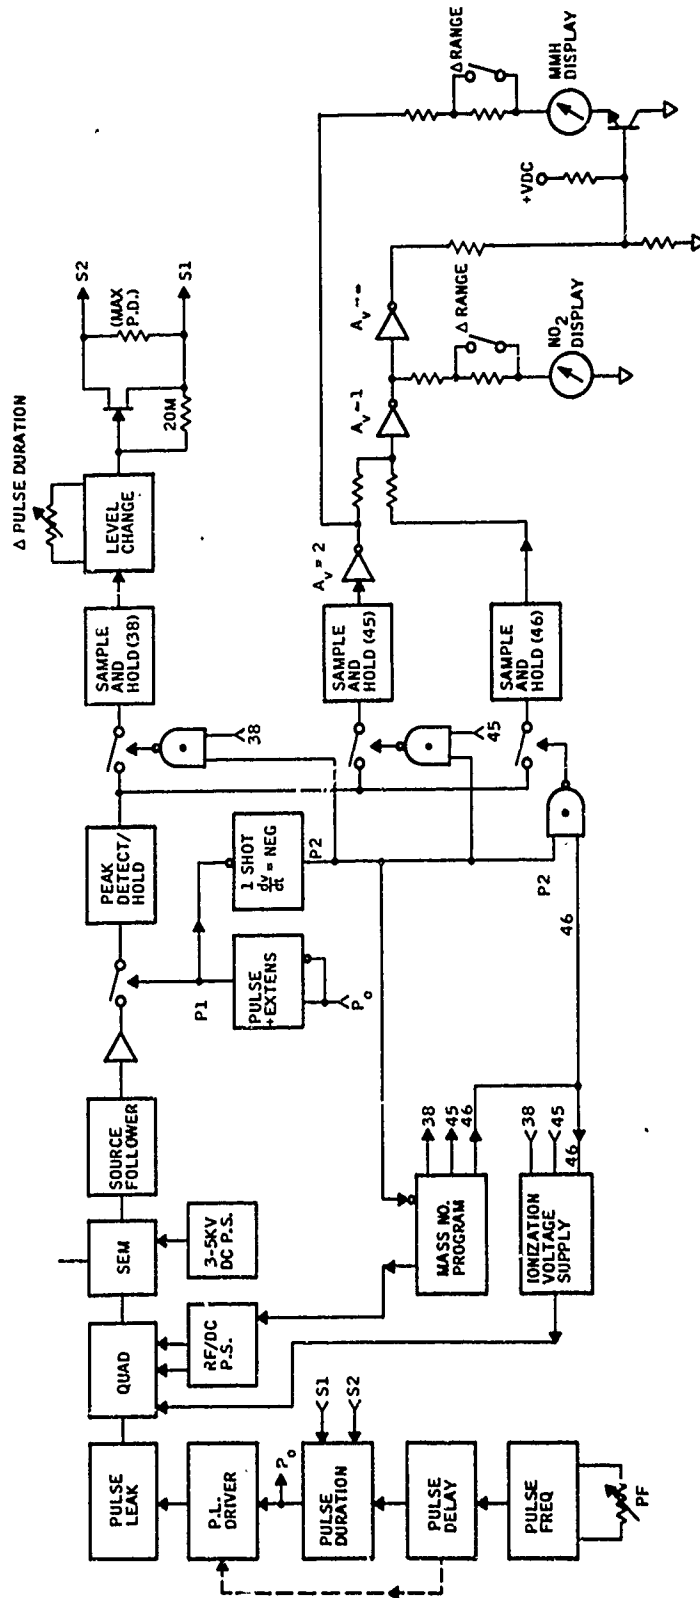 PULSE
LEAK
QUAD
SEM
SOURCE
FOLLOWER
PEAK
DETECT/
HOLD
SAMPLE
AND
HOLD(38)
LEVEL
CHANGE
Δ PULSE DURATION
20M
(MAX
P.D.)
S2
S1
P.L.
DRIVER
RF/DC
P.S.
3-5KV
DC P.S.
P1
PULSE
+EXTENS
1 SHOT
dv/dt = NEG
P2
38
Po
Po
PULSE
DURATION
S1
S2
PULSE
DELAY
PULSE
FREQ
PF
MASS NO.
PROGRAM
38
45
46
IONIZATION
VOLTAGE
SUPPLY
38
45
46
P2
46
45
SAMPLE
AND
HOLD(45)
SAMPLE
AND
HOLD(46)
Av = 2
Av -1
Av -∞
Δ RANGE
NO2
DISPLAY
+VDC
Δ RANGE
MMH
DISPLAY